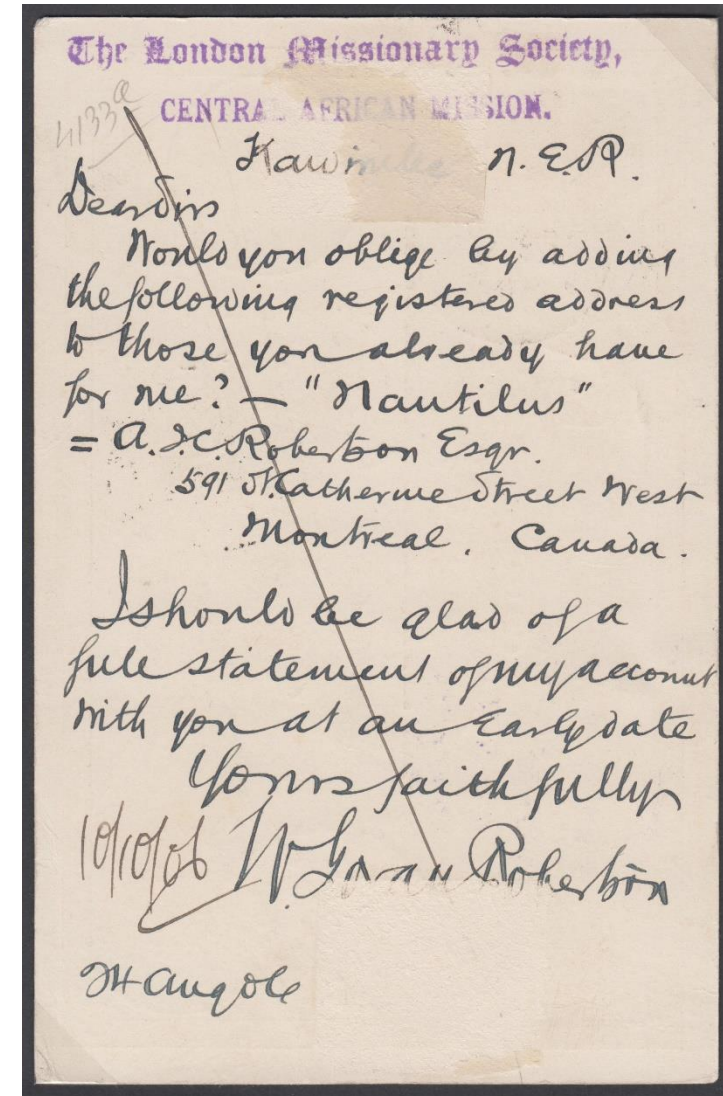 The London Missionary Society,
CENTRAL AFRICAN MISSION.
4133a
N.E.R.
Dear Sirs
Would you oblige by adding
the following registered address
to those you already have
for me? — "Nautilus"
= A. Robertson Esqr.
591 St. Catherine Street West
Montreal. Canada.
I should be glad of a
full statement of my account
with you at an Early date
Yours faithfully
10/10/06 W. Govan Robertson